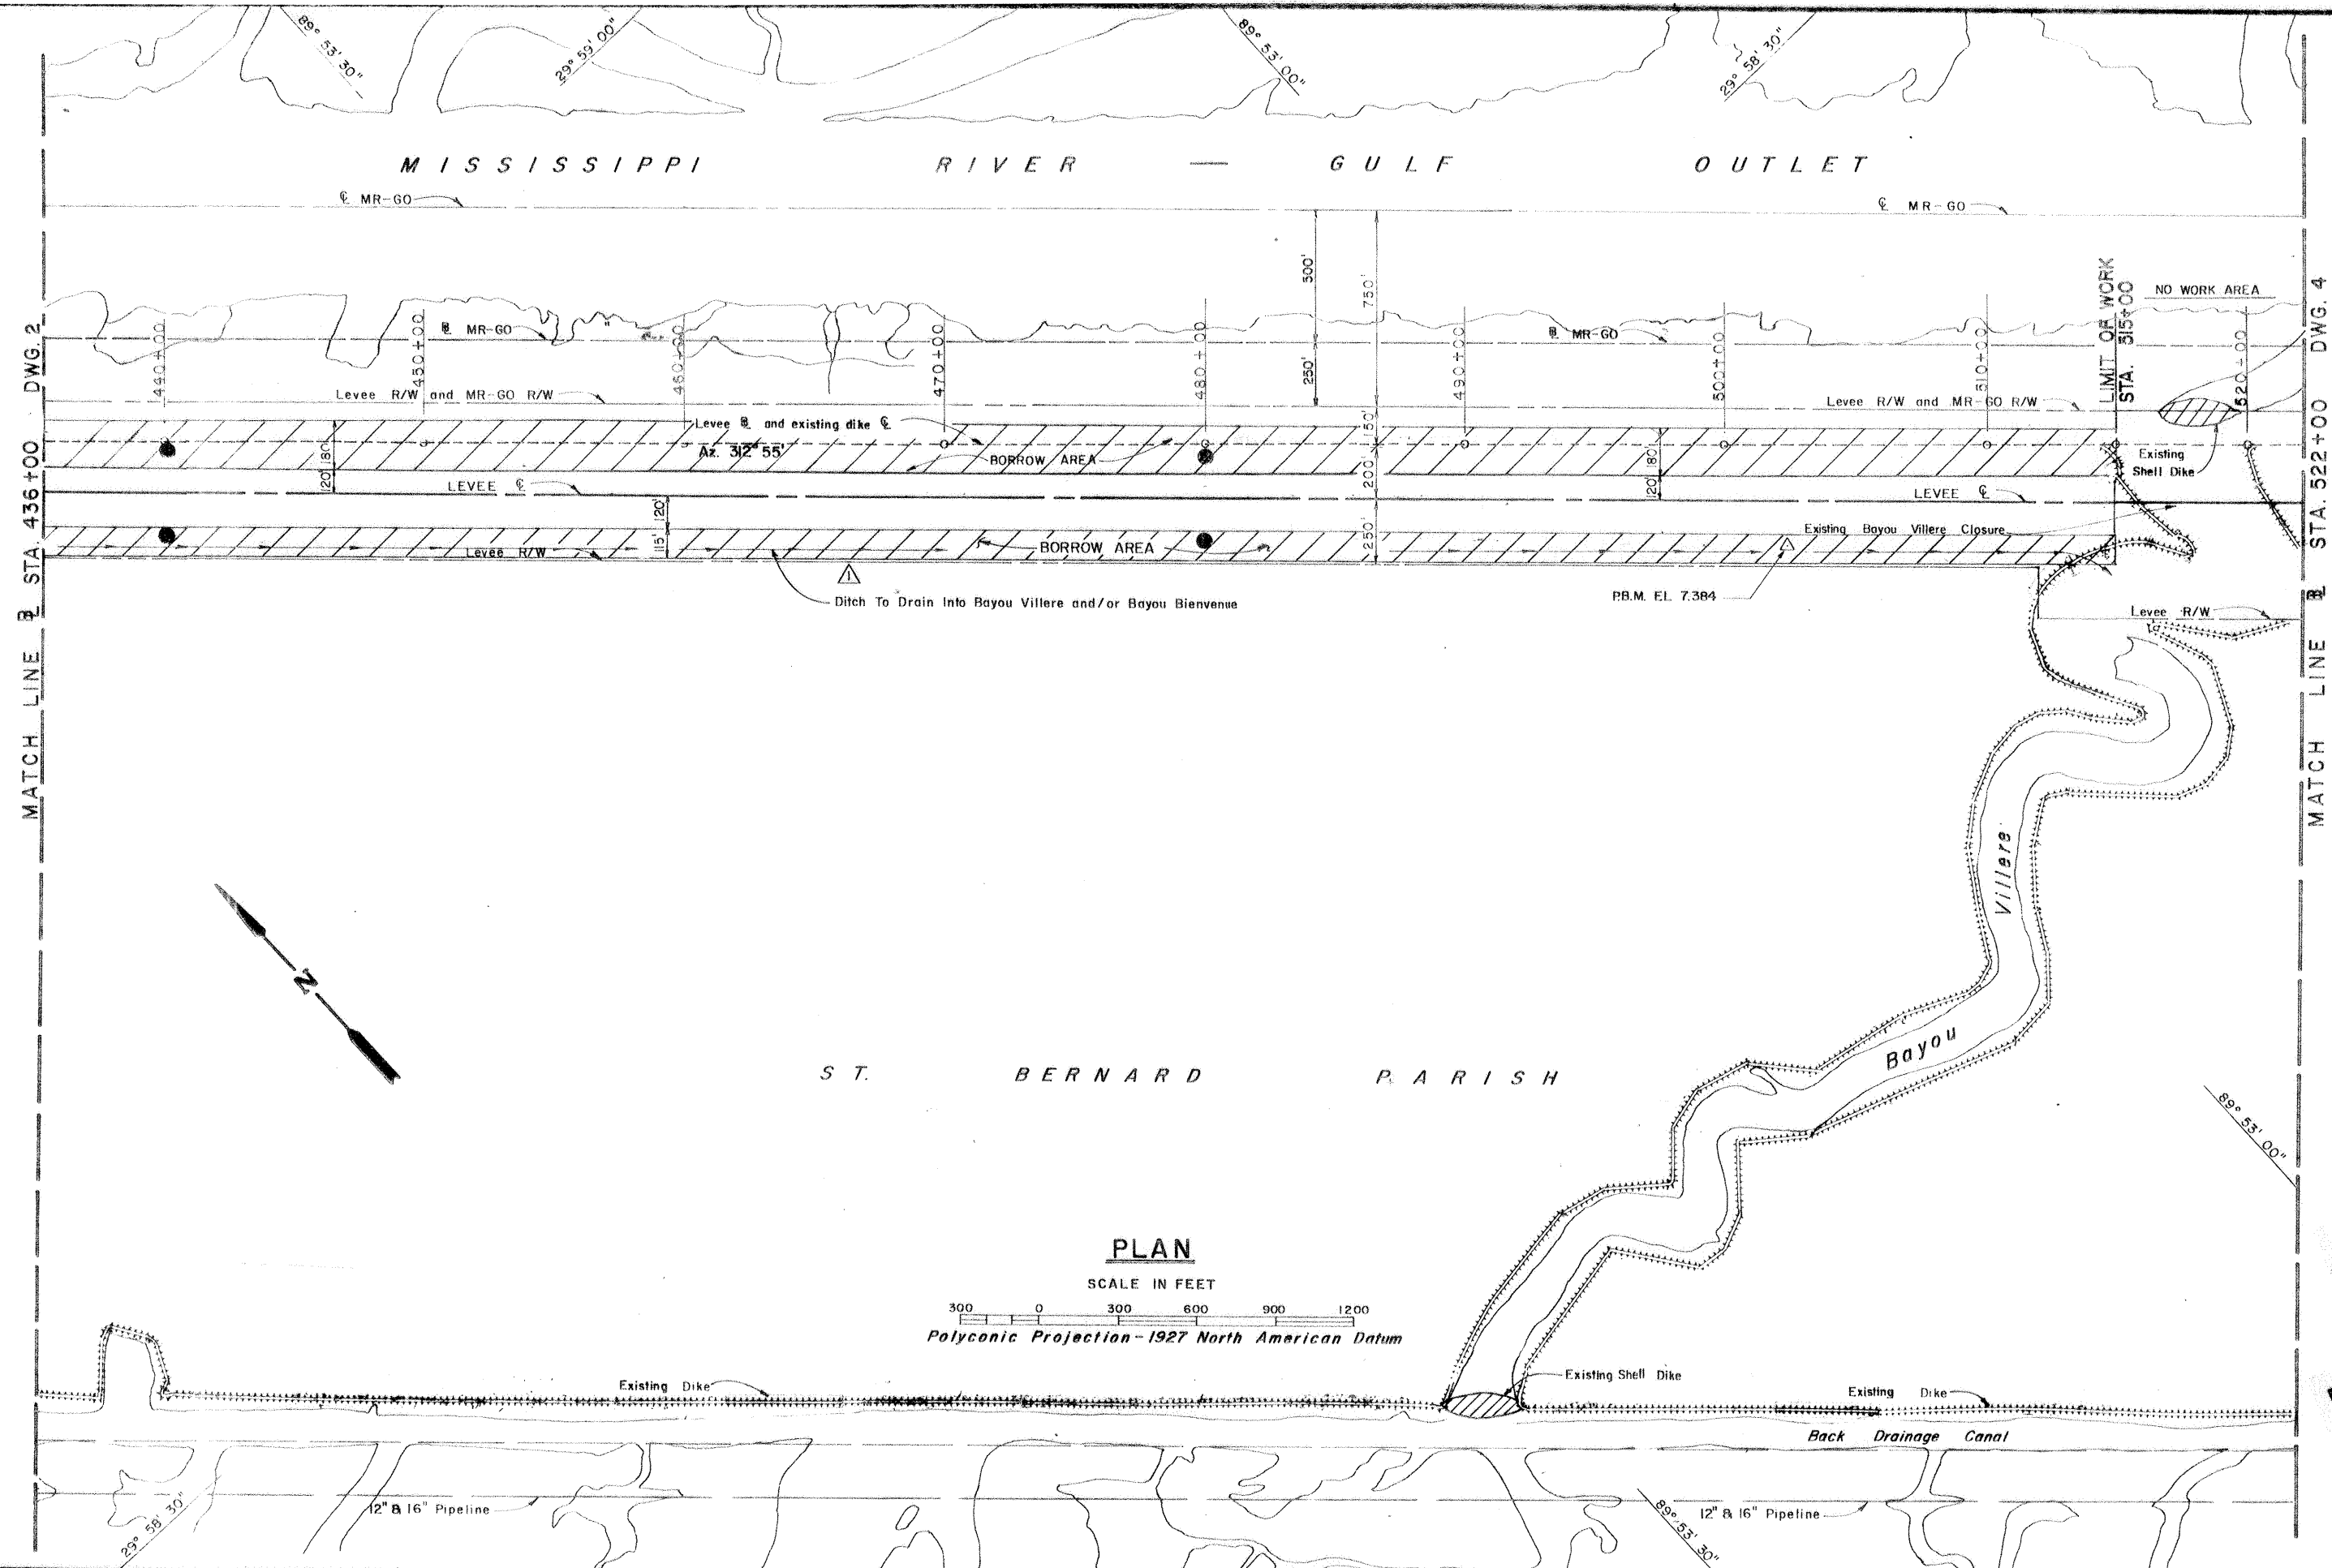 89° 53' 30"
29° 59' 00"
89° 53' 00"
29° 58' 30"
MISSISSIPPI RIVER — GULF OUTLET
℄ MR-GO
℄ MR-GO
500'
750'
250'
LIMIT OF WORK
STA. 515+00
NO WORK AREA
440+00
450+00
460+00
470+00
480+00
490+00
500+00
510+00
520+00
MR-GO
MR-GO
Levee R/W and MR-GO R/W
Levee R/W and MR-GO R/W
Levee and existing dike ℄
Az. 312° 55'
BORROW AREA
180'
120'
150'
200'
250'
180'
120'
Existing
Shell Dike
LEVEE ℄
LEVEE ℄
120'
115'
Levee R/W
BORROW AREA
Existing Bayou Villere Closure
1
Ditch To Drain Into Bayou Villere and/or Bayou Bienvenue
P.B.M. EL 7.384
Levee R/W
MATCH LINE STA. 436+00 DWG. 2
MATCH LINE STA. 522+00 DWG. 4
N
Villere
Bayou
ST. BERNARD PARISH
89° 53' 00"
PLAN
SCALE IN FEET
300 0 300 600 900 1200
Polyconic Projection-1927 North American Datum
Existing Dike
Existing Shell Dike
Existing Dike
Back Drainage Canal
12" & 16" Pipeline
12" & 16" Pipeline
29° 58' 30"
89° 53' 30"